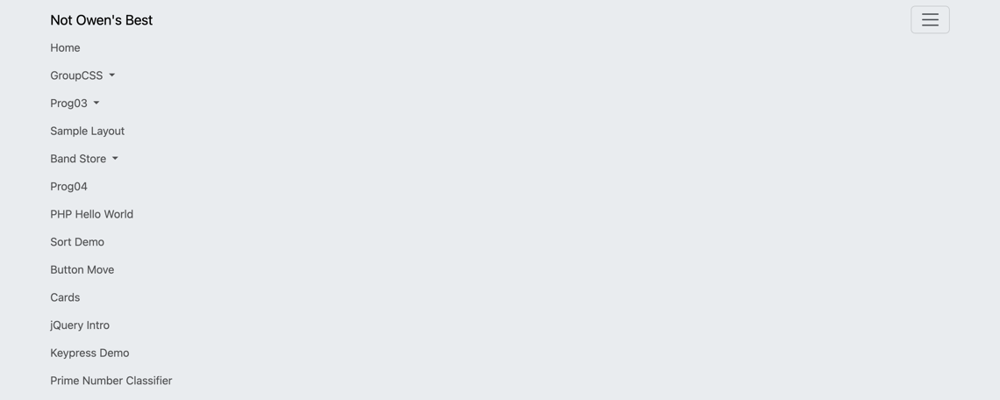 Not Owen's Best
Home
GroupCSS
Prog03
Sample Layout
Band Store
Prog04
PHP Hello World
Sort Demo
Button Move
Cards
jQuery Intro
Keypress Demo
Prime Number Classifier